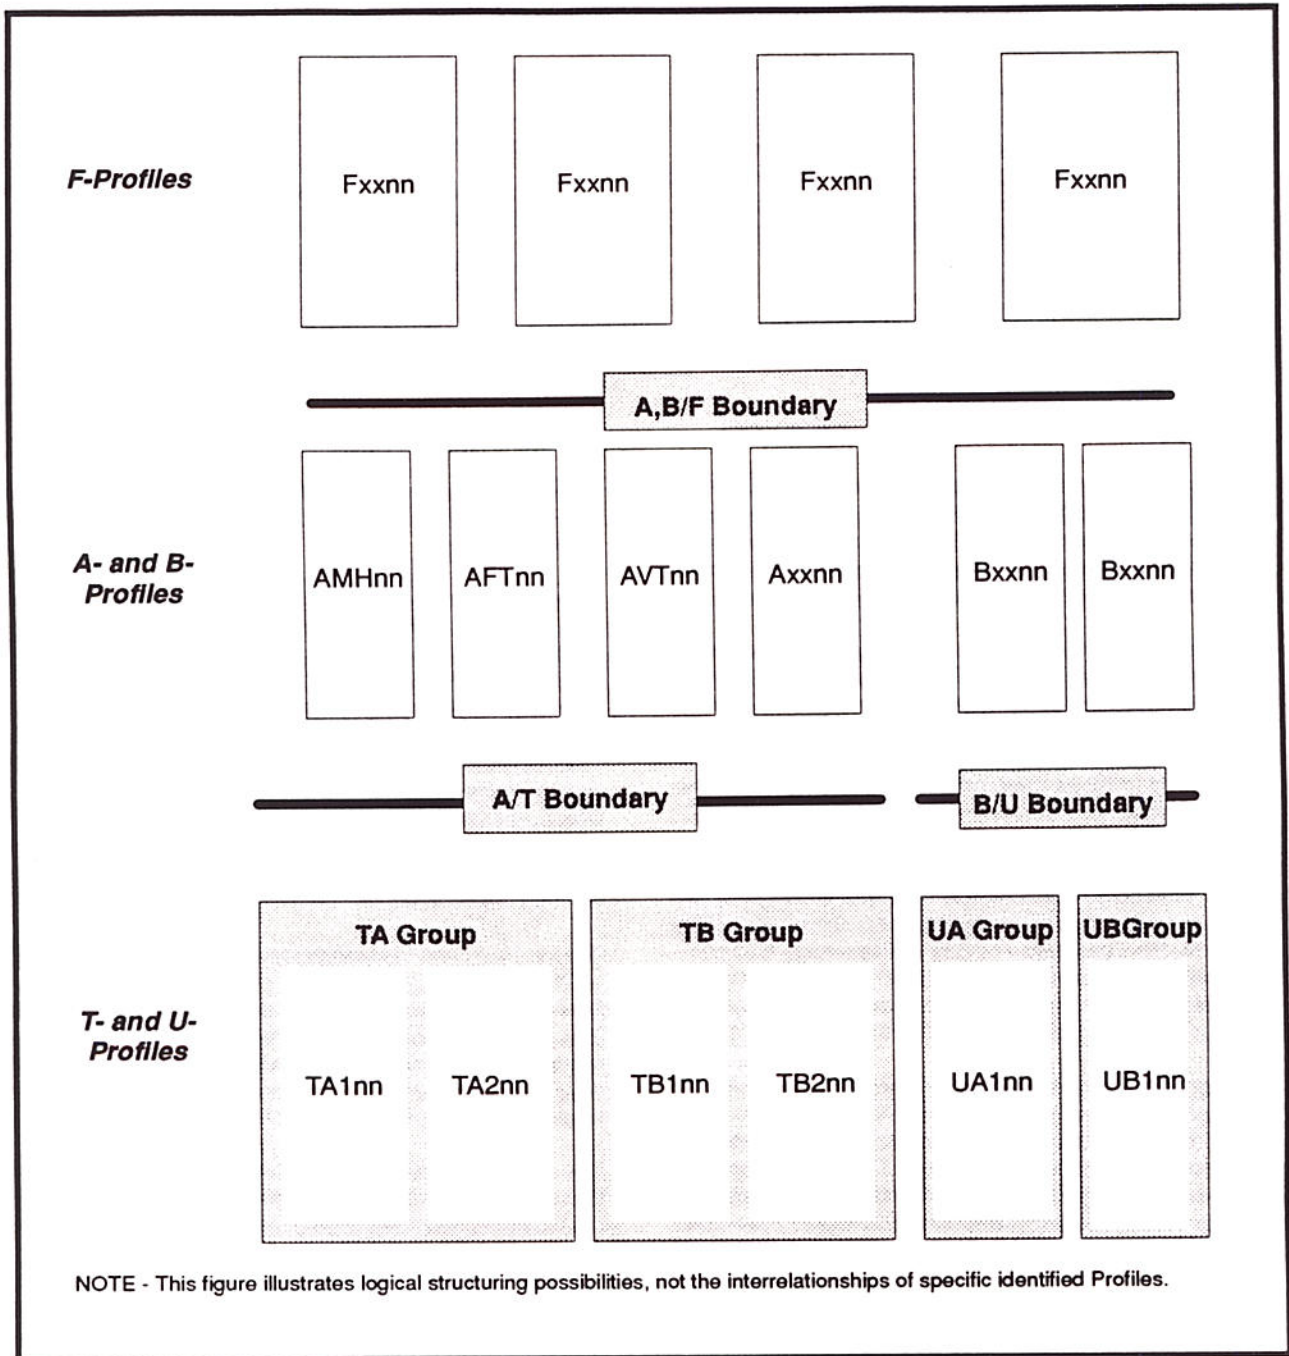 F-Profiles
Fxxnn Fxxnn Fxxnn Fxxnn
A,B/F Boundary
A- and B-
Profiles
AMHnn AFTnn AVTnn Axxnn Bxxnn Bxxnn
A/T Boundary B/U Boundary
TA Group TB Group UA Group UBGroup
T- and U-
Profiles
TA1nn TA2nn TB1nn TB2nn UA1nn UB1nn
NOTE - This figure illustrates logical structuring possibilities, not the interrelationships of specific identified Profiles.